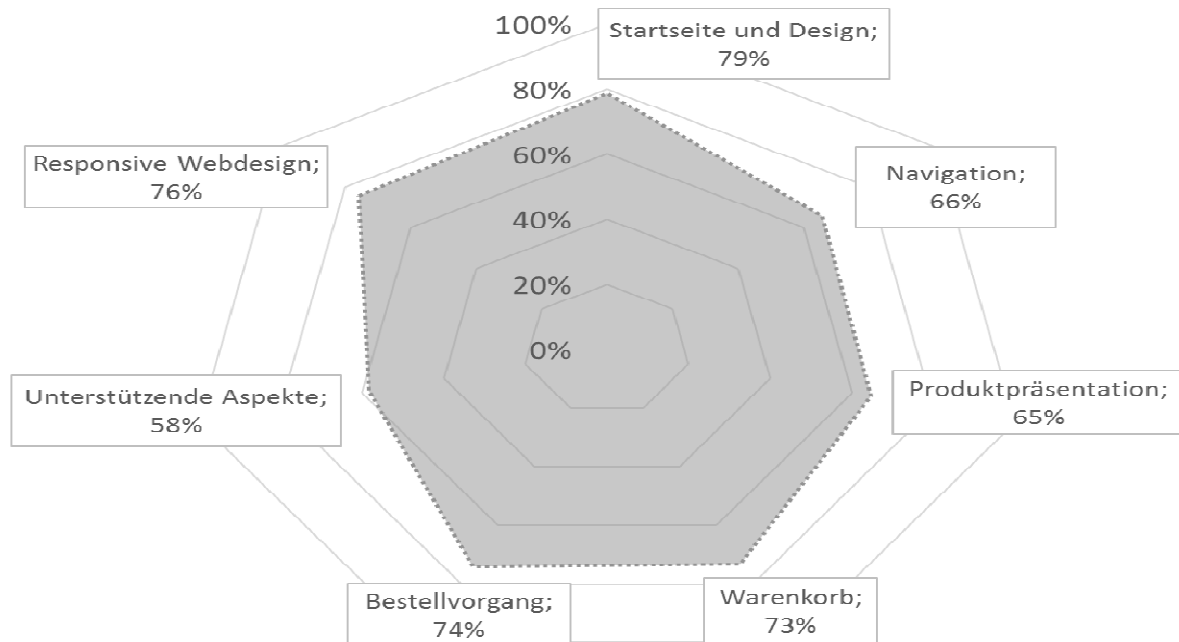 100%
80%
60%
40%
20%
0%
Startseite und Design;
79%
Navigation;
66%
Produktpräsentation;
65%
Warenkorb;
73%
Bestellvorgang;
74%
Unterstützende Aspekte;
58%
Responsive Webdesign;
76%